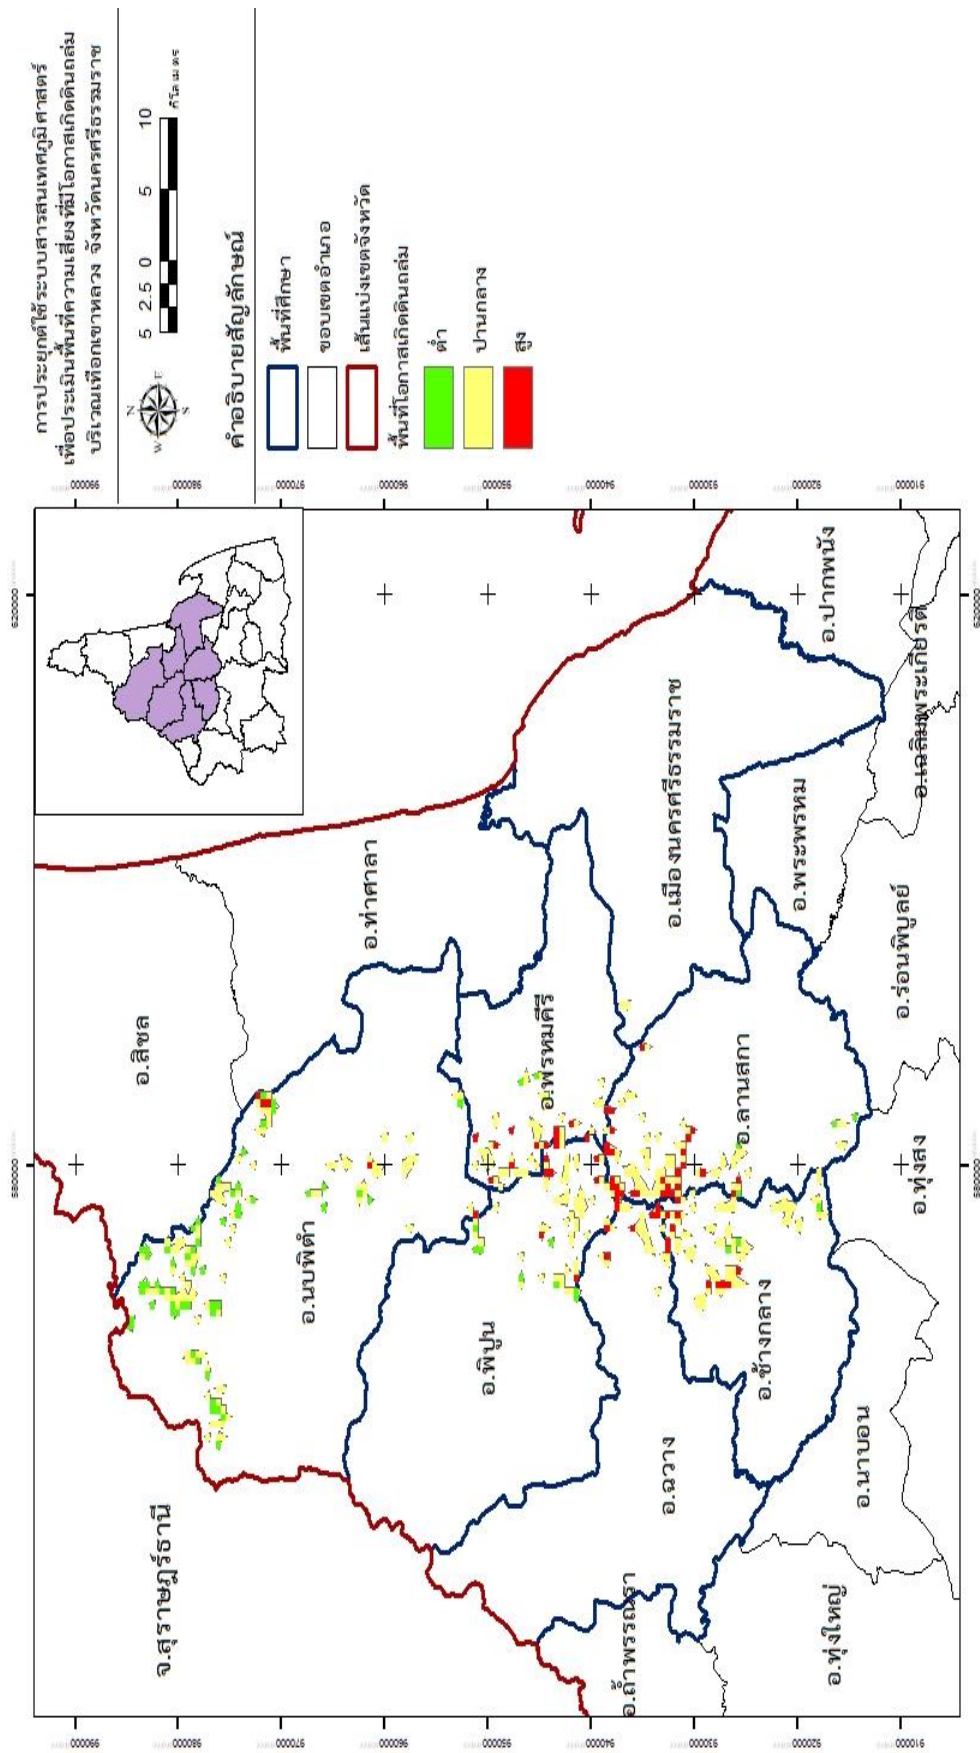 การประยุกต์ใช้ระบบสารสนเทศภูมิศาสตร์
เพื่อประเมินพื้นที่ความเสี่ยงที่มีโอกาสเกิดดินถล่ม
บริเวณเทือกเขาหลวง จังหวัดนครศรีธรรมราช
N
W E
S
5 2.5 0 5 10
กิโลเมตร
คำอธิบายสัญลักษณ์
พื้นที่ศึกษา
ขอบเขตอำเภอ
เส้นแบ่งเขตจังหวัด
พื้นที่โอกาสเกิดดินถล่ม
ต่ำ
ปานกลาง
สูง
จ.สุราษฎร์ธานี
อ.สิชล
อ.นบพิตำ
อ.ท่าศาลา
อ.พิปูน
อ.พรหมคีรี
อ.ถ้ำพรรณรา
อ.ฉวาง
อ.เมืองนครศรีธรรมราช
อ.ช้างกลาง
อ.ลานสกา
อ.พระพรหม
อ.ปากพนัง
อ.ทุ่งใหญ่
อ.นาบอน
อ.ทุ่งสง
อ.ร่อนพิบูลย์
อ.เฉลิมพระเกียรติ
580000
620000
580000
620000